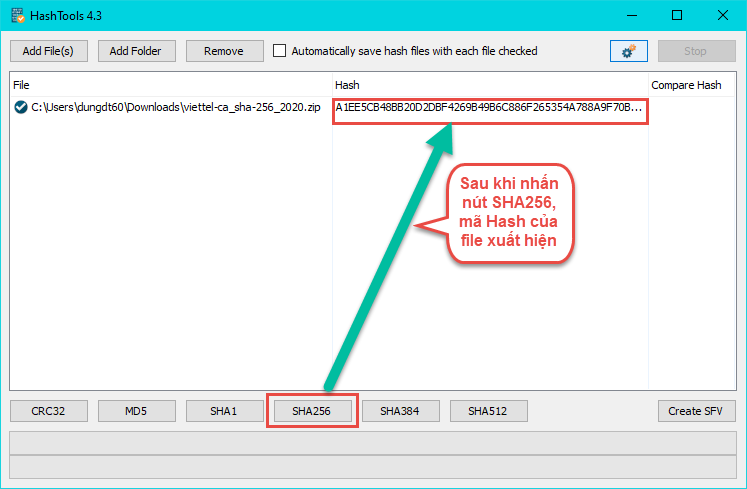 HashTools 4.3
Add File(s) Add Folder Remove Automatically save hash files with each file checked Stop
File Hash Compare Hash
C:\Users\dungdt60\Downloads\viettel-ca_sha-256_2020.zip A1EE5CB48BB20D2DBF4269B49B6C886F265354A788A9F70B...
Sau khi nhấn
nút SHA256,
mã Hash của
file xuất hiện
CRC32 MD5 SHA1 SHA256 SHA384 SHA512 Create SFV